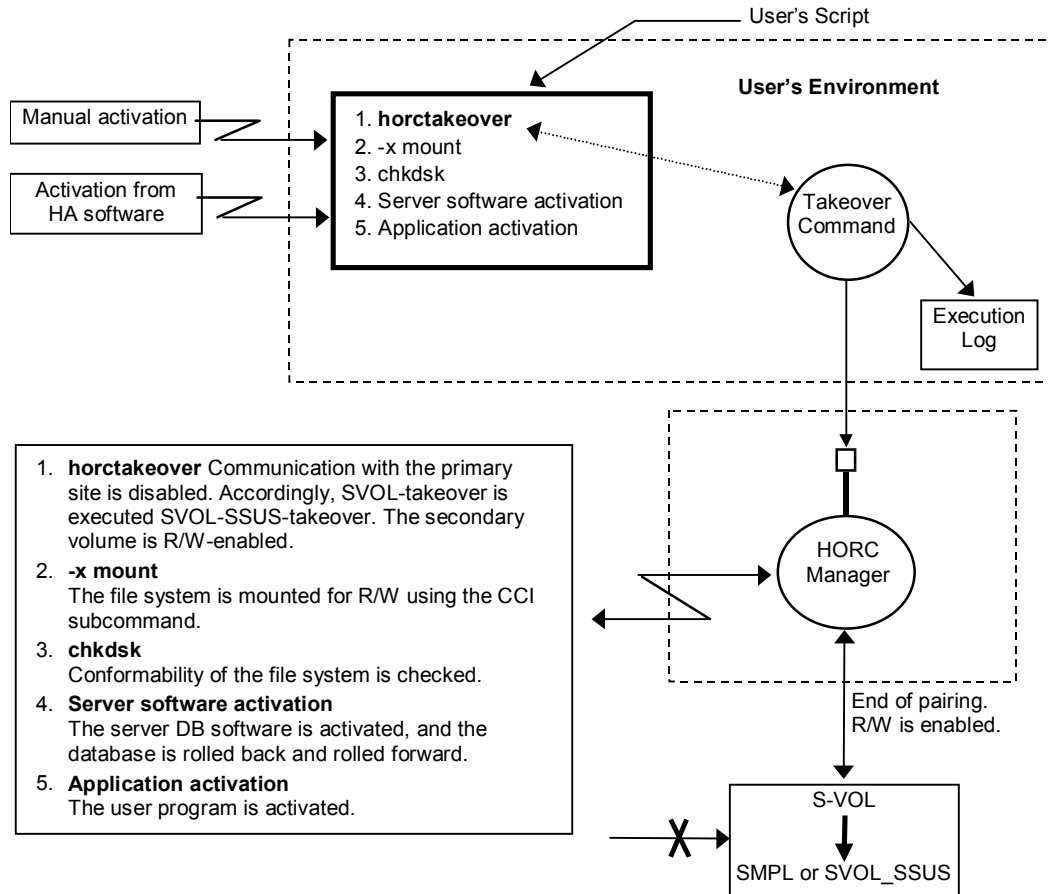 User's Script
User's Environment
Manual activation
Activation from
HA software
1. horctakeover
2. -x mount
3. chkdsk
4. Server software activation
5. Application activation
Takeover
Command
Execution
Log
1. horctakeover Communication with the primary
site is disabled. Accordingly, SVOL-takeover is
executed SVOL-SSUS-takeover. The secondary
volume is R/W-enabled.
2. -x mount
The file system is mounted for R/W using the CCI
subcommand.
3. chkdsk
Conformability of the file system is checked.
4. Server software activation
The server DB software is activated, and the
database is rolled back and rolled forward.
5. Application activation
The user program is activated.
HORC
Manager
End of pairing.
R/W is enabled.
S-VOL
SMPL or SVOL_SSUS